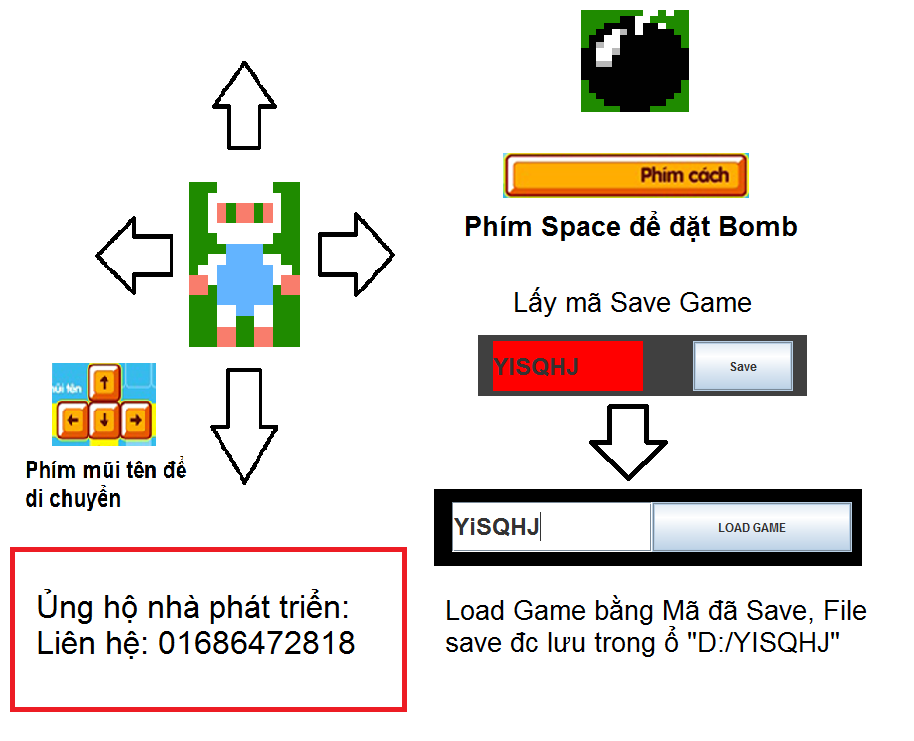 Phím cách
Phím Space để đặt Bomb
Lấy mã Save Game
YISQHJ
Save
mũi tên
Phím mũi tên để
di chuyển
YiSQHJ
LOAD GAME
Ủng hộ nhà phát triển:
Liên hệ: 01686472818
Load Game bằng Mã đã Save, File
save đc lưu trong ổ "D:/YISQHJ"